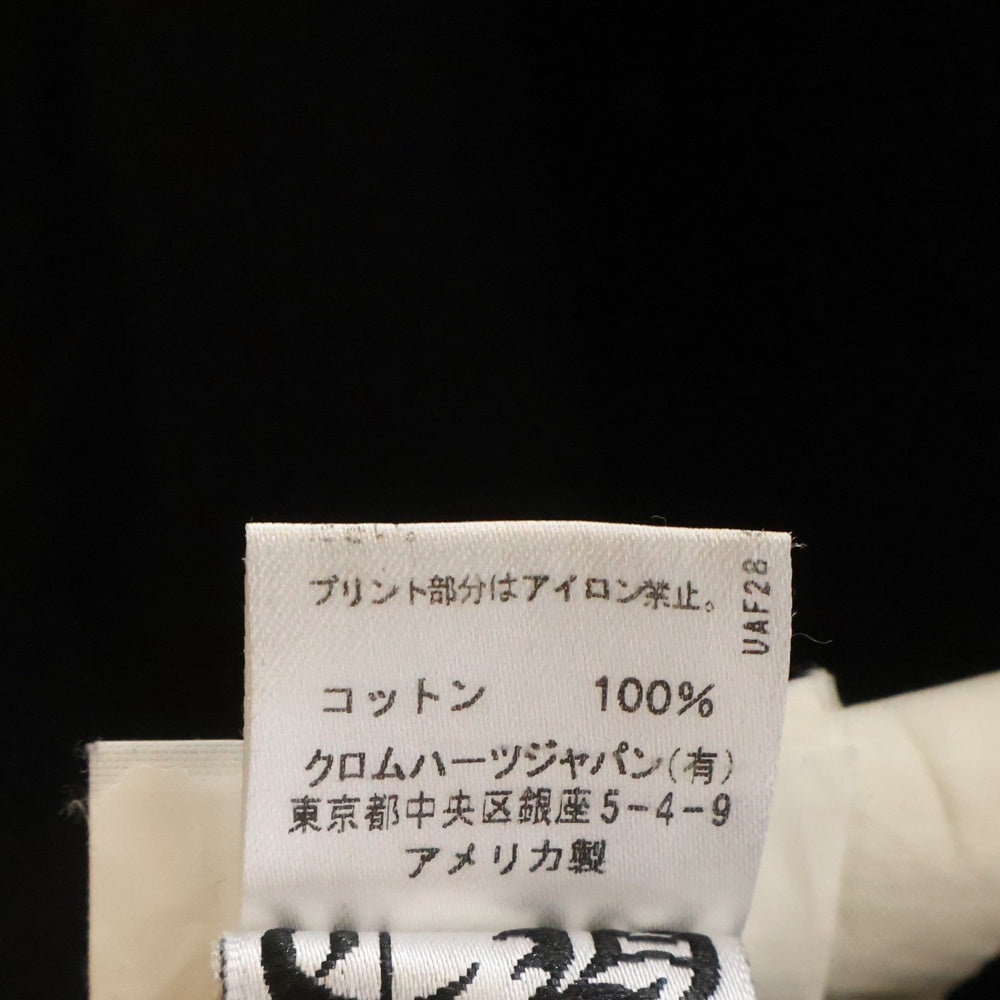 プリント部分はアイロン禁止。
UAF28
コットン 100%
クロムハーツジャパン(有)
東京都中央区銀座5-4-9
アメリカ製